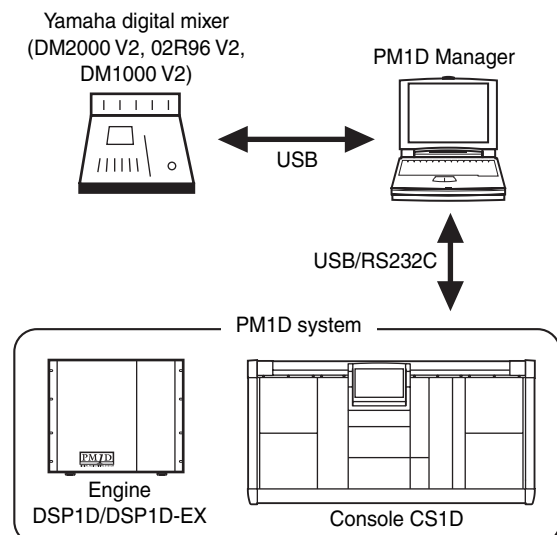 Yamaha digital mixer
(DM2000 V2, 02R96 V2,
DM1000 V2)
PM1D Manager
USB
USB/RS232C
PM1D system
PM1D
Engine
DSP1D/DSP1D-EX
Console CS1D